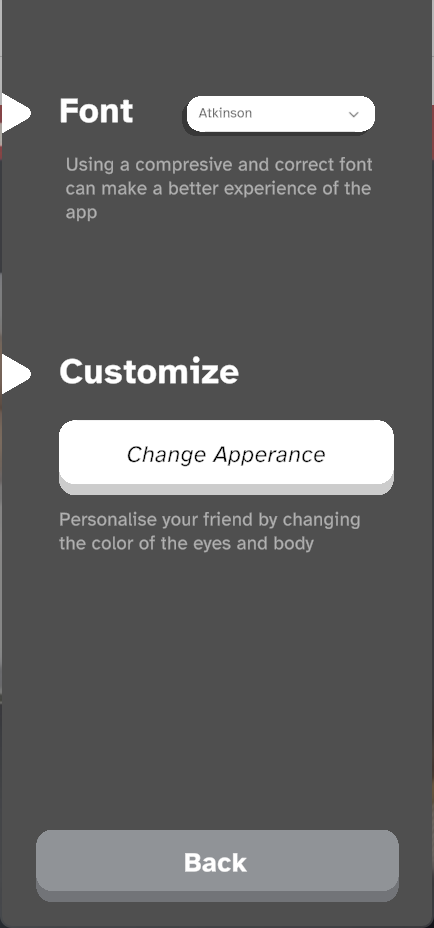 Font
Atkinson
Using a compresive and correct font
can make a better experience of the
app
Customize
Change Apperance
Personalise your friend by changing
the color of the eyes and body
Back